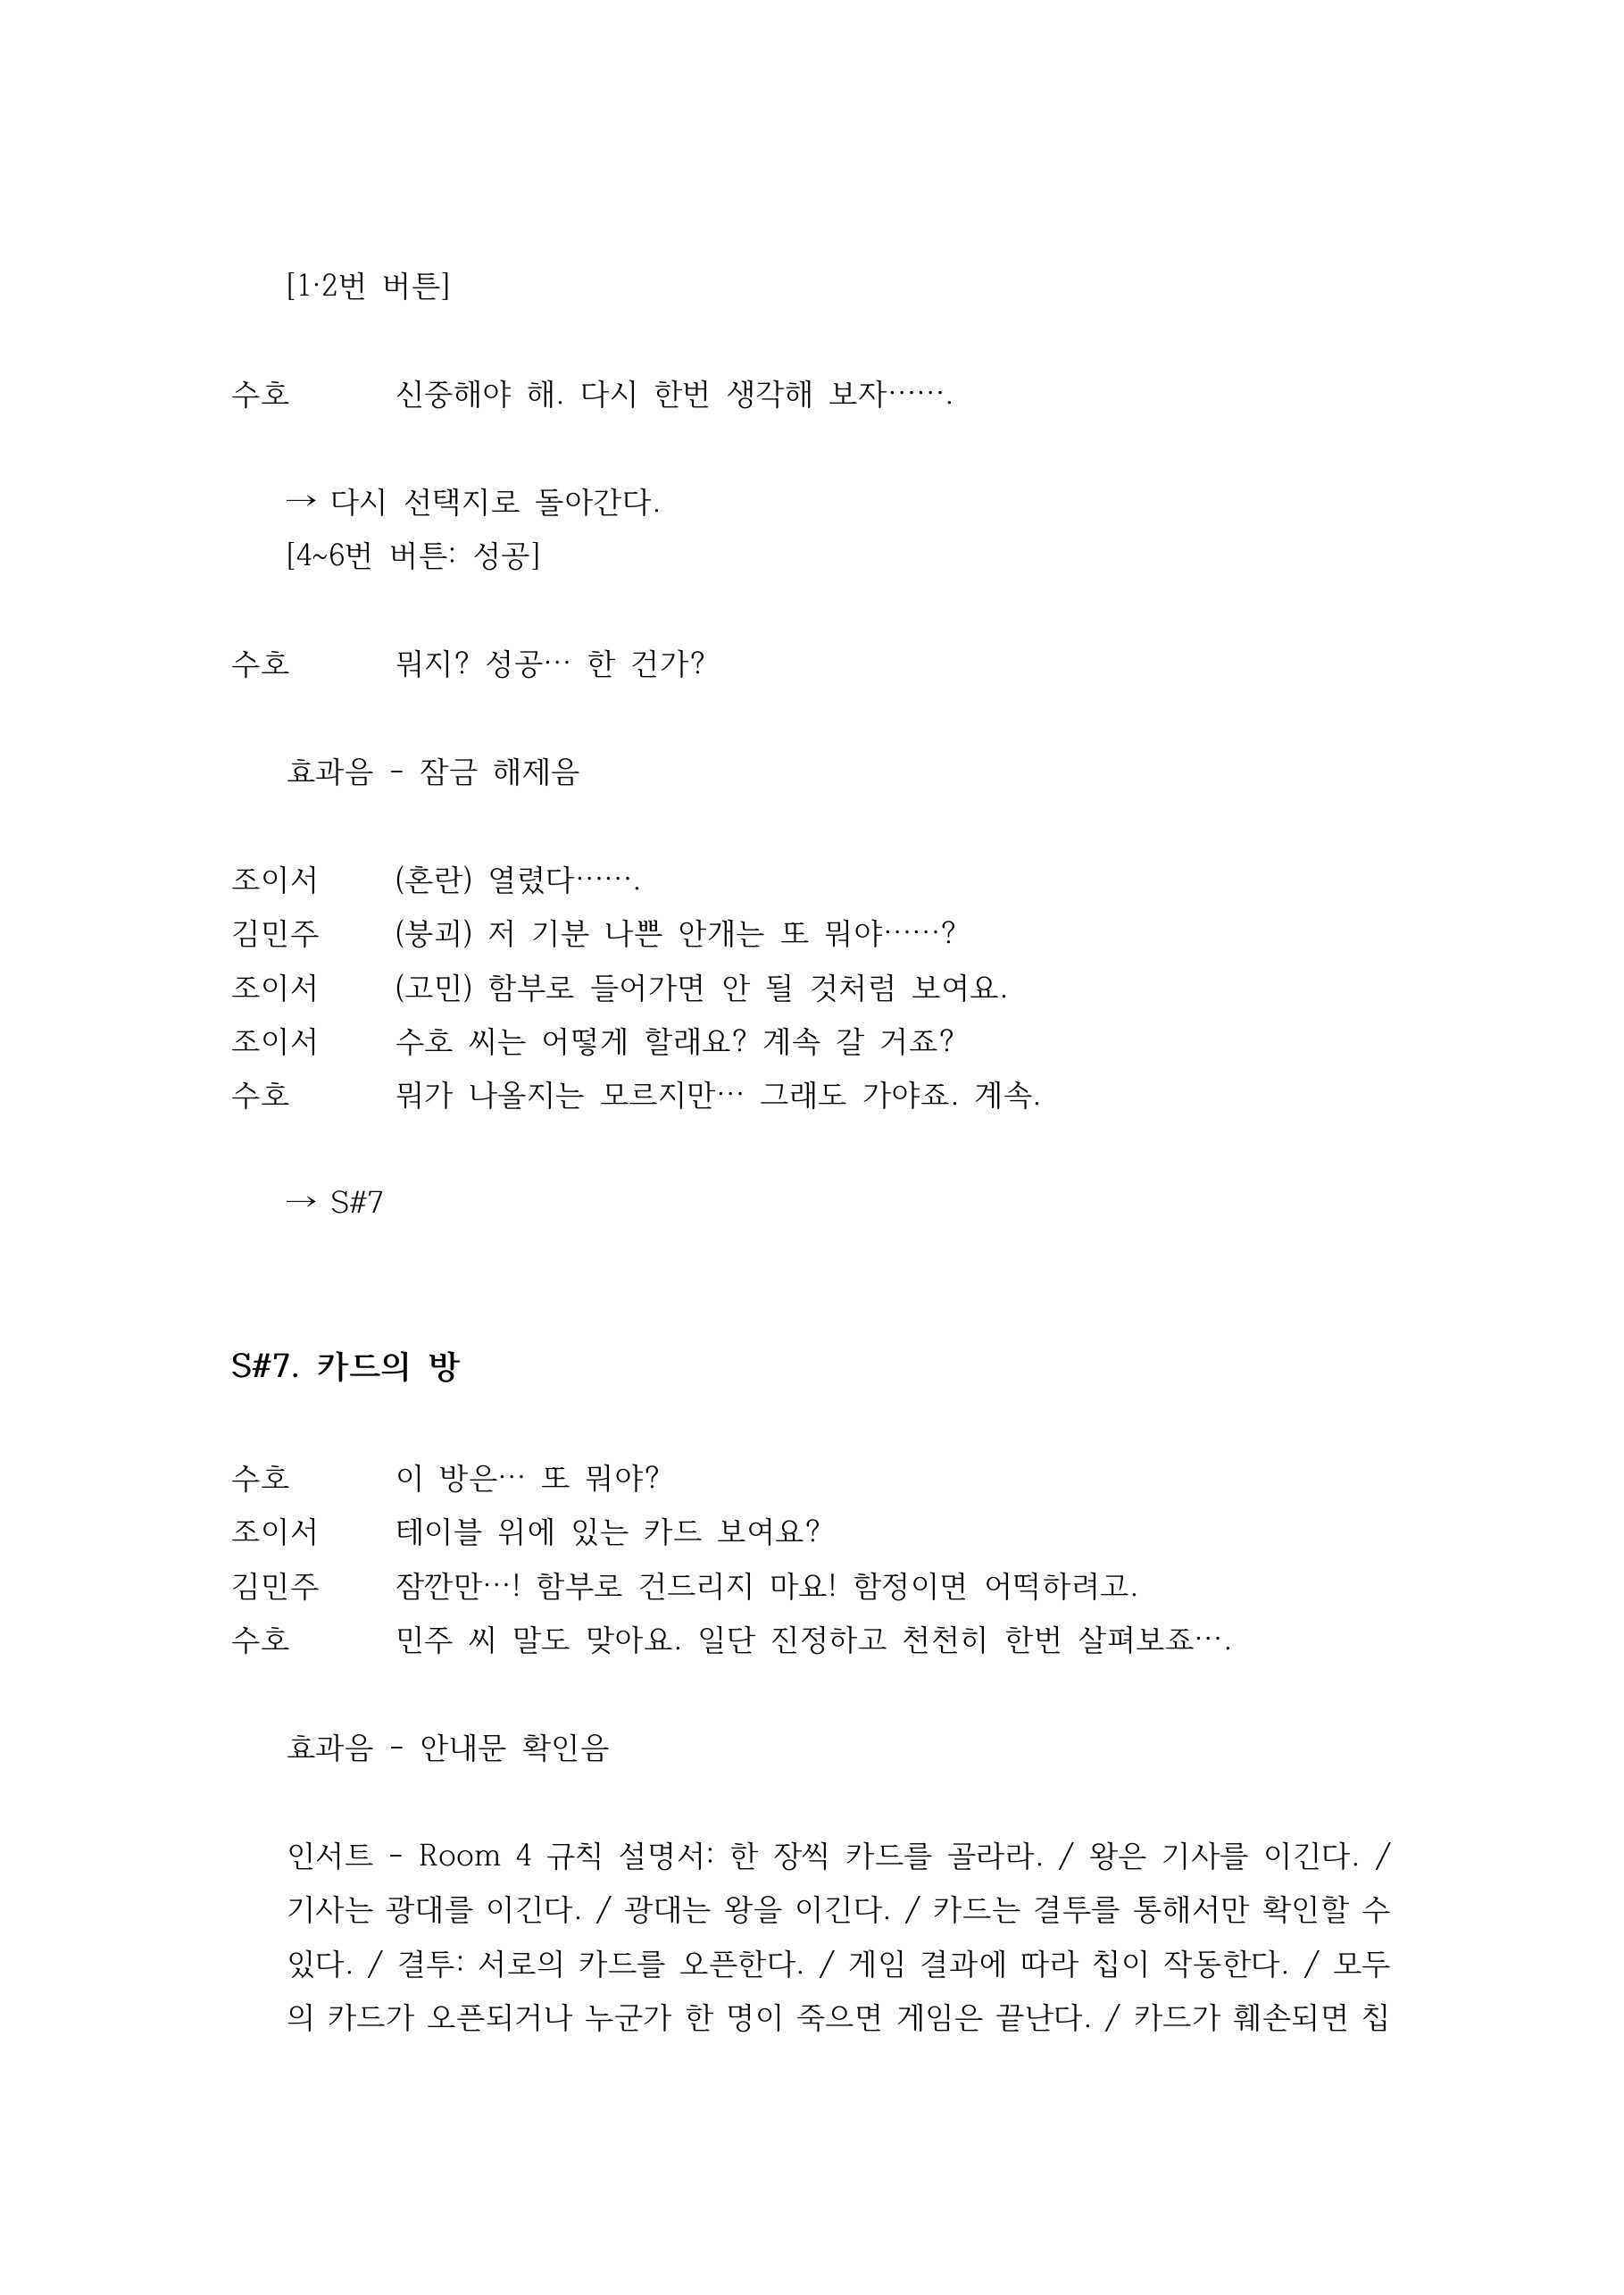 [1·2번 버튼]
수호 신중해야 해. 다시 한번 생각해 보자…….
→ 다시 선택지로 돌아간다.
[4~6번 버튼: 성공]
수호 뭐지? 성공… 한 건가?
효과음 - 잠금 해제음
조이서 (혼란) 열렸다…….
김민주 (붕괴) 저 기분 나쁜 안개는 또 뭐야……?
조이서 (고민) 함부로 들어가면 안 될 것처럼 보여요.
조이서 수호 씨는 어떻게 할래요? 계속 갈 거죠?
수호 뭐가 나올지는 모르지만… 그래도 가야죠. 계속.
→ S#7
S#7. 카드의 방
수호 이 방은… 또 뭐야?
조이서 테이블 위에 있는 카드 보여요?
김민주 잠깐만…! 함부로 건드리지 마요! 함정이면 어떡하려고.
수호 민주 씨 말도 맞아요. 일단 진정하고 천천히 한번 살펴보죠….
효과음 - 안내문 확인음
인서트 - Room 4 규칙 설명서: 한 장씩 카드를 골라라. / 왕은 기사를 이긴다. /
기사는 광대를 이긴다. / 광대는 왕을 이긴다. / 카드는 결투를 통해서만 확인할 수
있다. / 결투: 서로의 카드를 오픈한다. / 게임 결과에 따라 칩이 작동한다. / 모두
의 카드가 오픈되거나 누군가 한 명이 죽으면 게임은 끝난다. / 카드가 훼손되면 칩